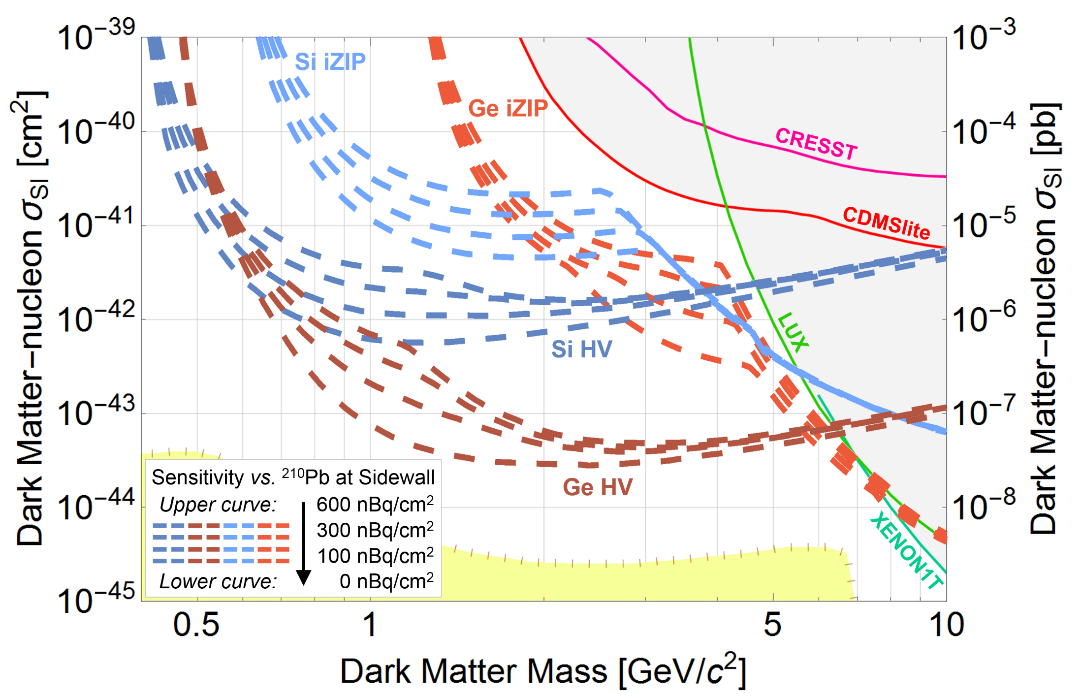 10⁻³⁹
10⁻⁴⁰
10⁻⁴¹
10⁻⁴²
10⁻⁴³
10⁻⁴⁴
10⁻⁴⁵
Dark Matter–nucleon σSI [cm²]
Si iZIP
Ge iZIP
CRESST
CDMSlite
LUX
Si HV
Ge HV
XENON1T
Sensitivity vs. ²¹⁰Pb at Sidewall
Upper curve: 600 nBq/cm²
300 nBq/cm²
100 nBq/cm²
Lower curve: 0 nBq/cm²
10⁻³
10⁻⁴
10⁻⁵
10⁻⁶
10⁻⁷
10⁻⁸
Dark Matter–nucleon σSI [pb]
0.5 1 5 10
Dark Matter Mass [GeV/c²]